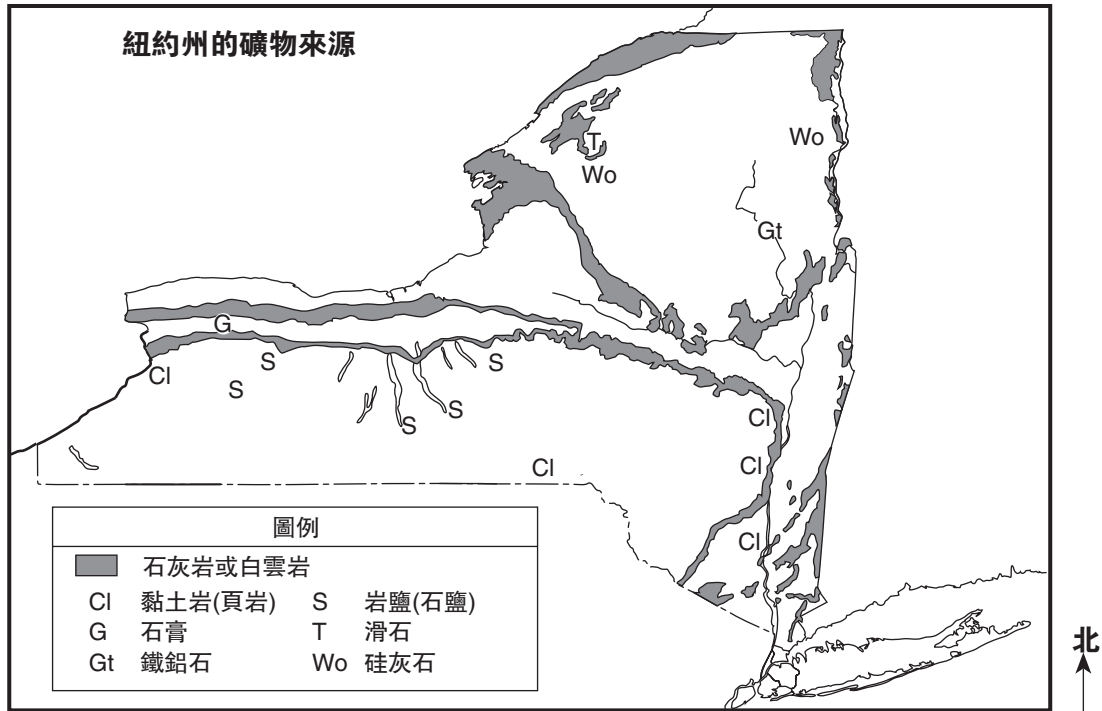 紐約州的礦物來源
Wo
T
Wo
Gt
G
S
Cl
S
S
S
S
Cl
Cl
Cl
Cl
北
圖例
石灰岩或白雲岩
Cl 黏土岩(頁岩) S 岩鹽(石鹽)
G 石膏 T 滑石
Gt 鐵鋁石 Wo 硅灰石